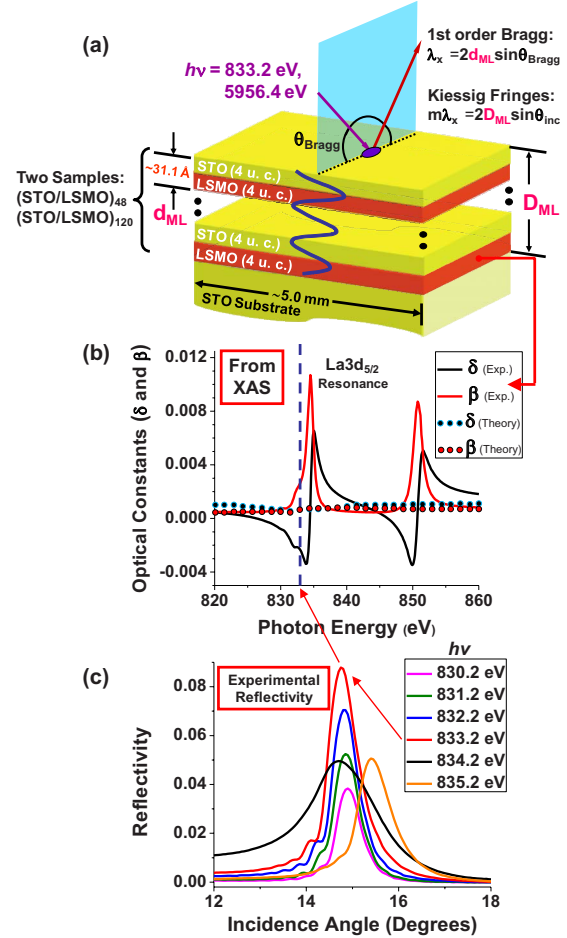 (a)
1st order Bragg:
λx =2dMLsinθBragg
hν = 833.2 eV,
5956.4 eV
Kiessig Fringes:
mλx =2DMLsinθinc
θBragg
~31.1 Å
STO (4 u. c.)
LSMO (4 u. c.)
Two Samples:
(STO/LSMO)48
(STO/LSMO)120
dML
DML
STO (4 u. c.)
LSMO (4 u. c.)
~5.0 mm
STO Substrate
(b)
From
XAS
La3d5/2
Resonance
δ (Exp.)
β (Exp.)
δ (Theory)
β (Theory)
Optical Constants (δ and β)
0.012
0.008
0.004
0.000
-0.004
820 830 840 850 860
Photon Energy (eV)
(c)
Experimental
Reflectivity
hν
830.2 eV
831.2 eV
832.2 eV
833.2 eV
834.2 eV
835.2 eV
Reflectivity
0.08
0.06
0.04
0.02
0.00
12 14 16 18
Incidence Angle (Degrees)